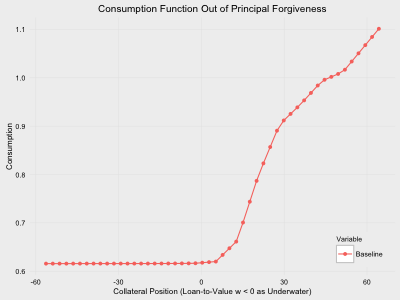 Consumption Function Out of Principal Forgiveness
1.1
1.0
0.9
0.8
0.7
0.6
Consumption
-60
-30
0
30
60
Collateral Position (Loan-to-Value w < 0 as Underwater)
Variable
Baseline